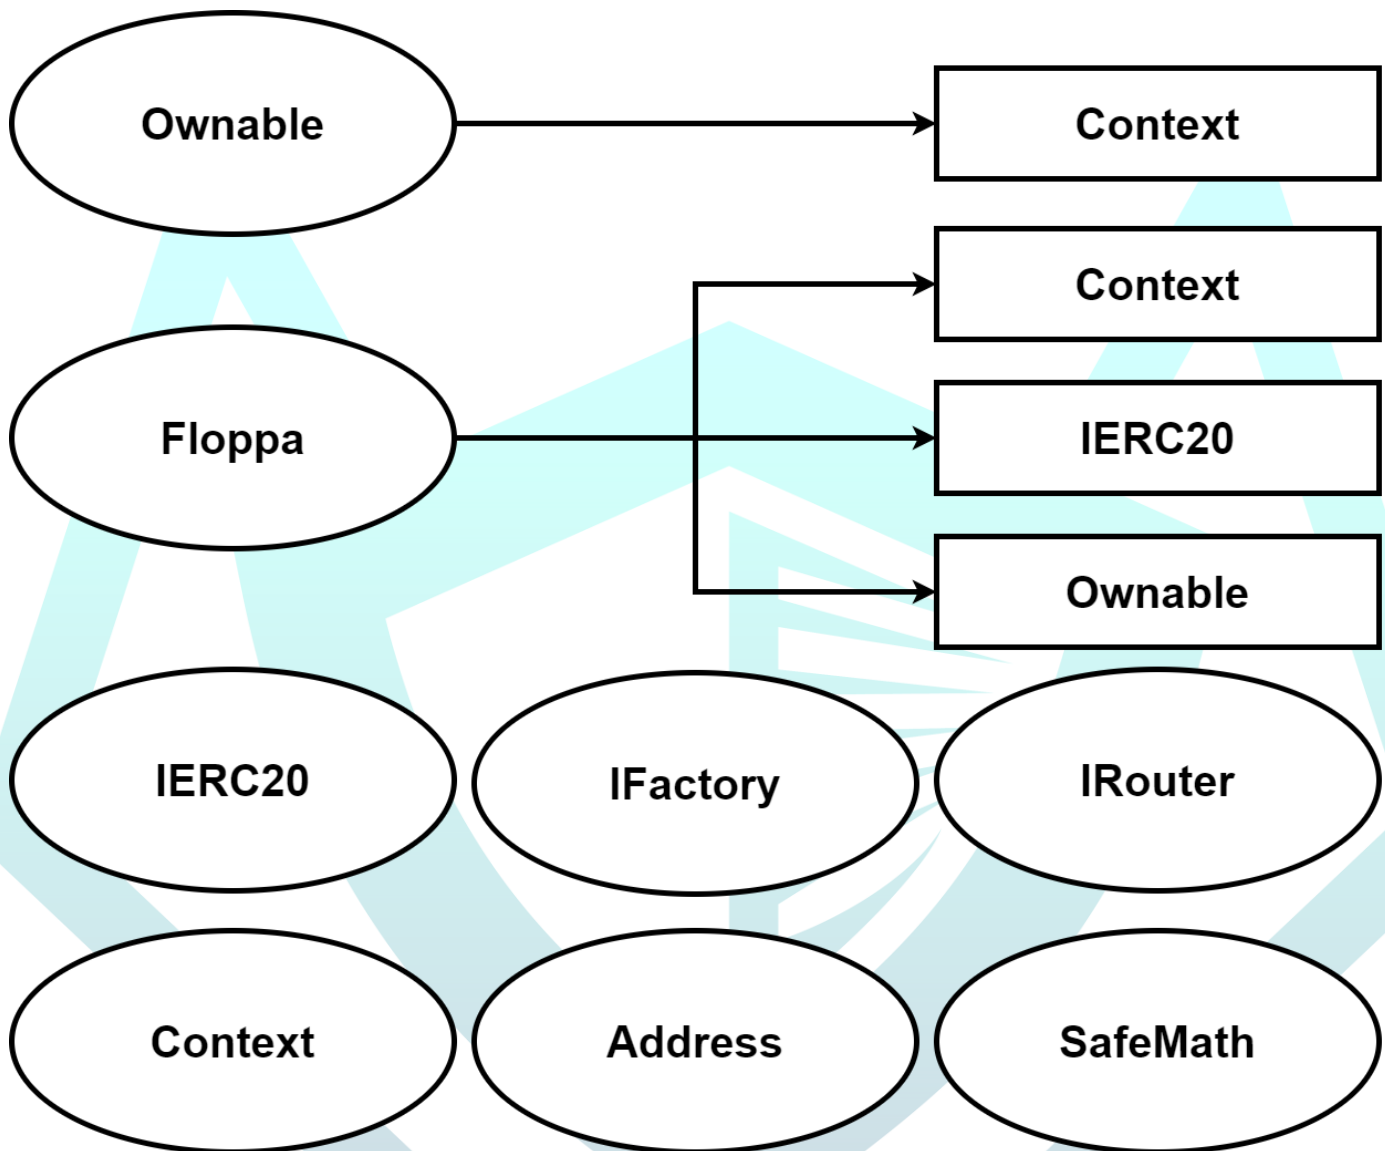 Ownable
Context
Context
Floppa
IERC20
Ownable
IERC20
IFactory
IRouter
Context
Address
SafeMath